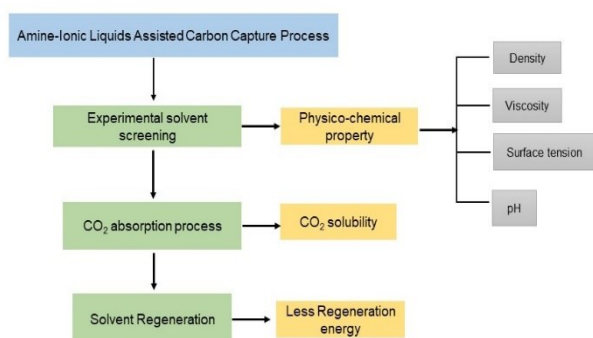 Amine-Ionic Liquids Assisted Carbon Capture Process
Experimental solvent
screening
Physico-chemical
property
Density
Viscosity
Surface tension
pH
CO₂ absorption process
CO₂ solubility
Solvent Regeneration
Less Regeneration
energy